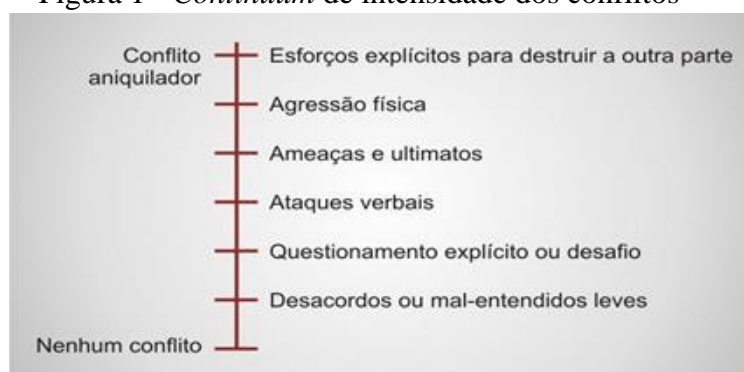 Figura 1 - Continuum de intensidade dos conflitos
Conflito
aniquilador
Esforços explícitos para destruir a outra parte
Agressão física
Ameaças e ultimatos
Ataques verbais
Questionamento explícito ou desafio
Desacordos ou mal-entendidos leves
Nenhum conflito